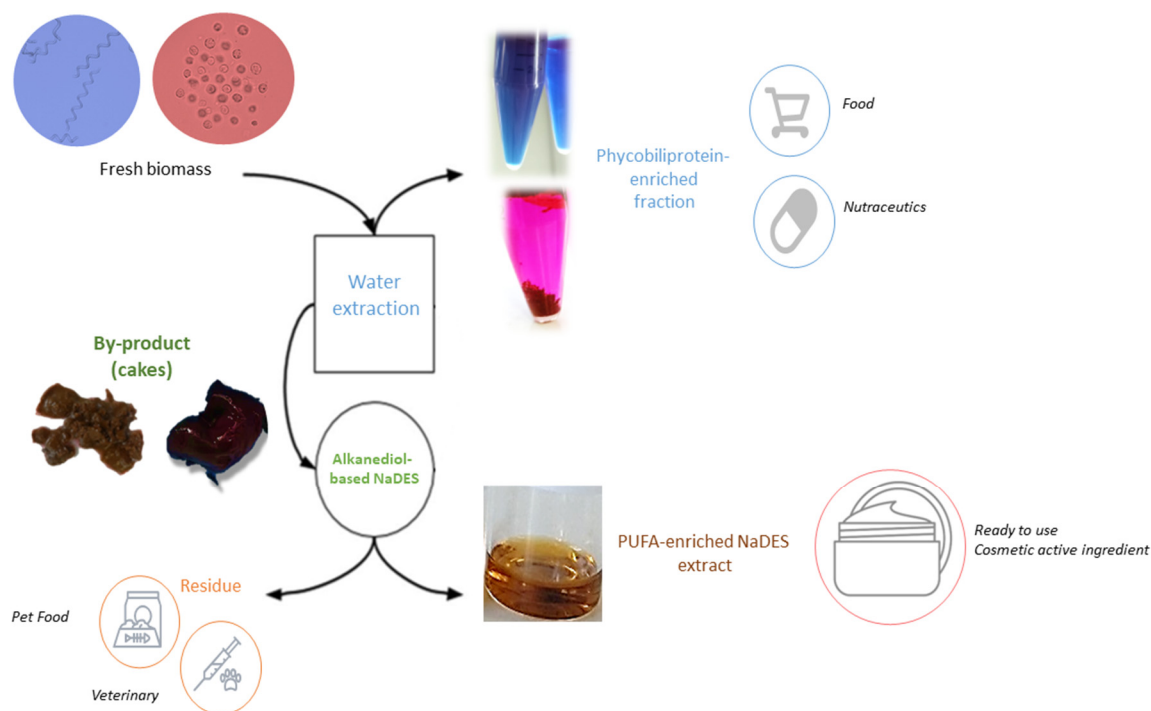 Fresh biomass
Water
extraction
Phycobiliprotein-
enriched
fraction
Food
Nutraceutics
By-product
(cakes)
Alkanediol-
based NaDES
PUFA-enriched NaDES
extract
Ready to use
Cosmetic active ingredient
Residue
Pet Food
Veterinary